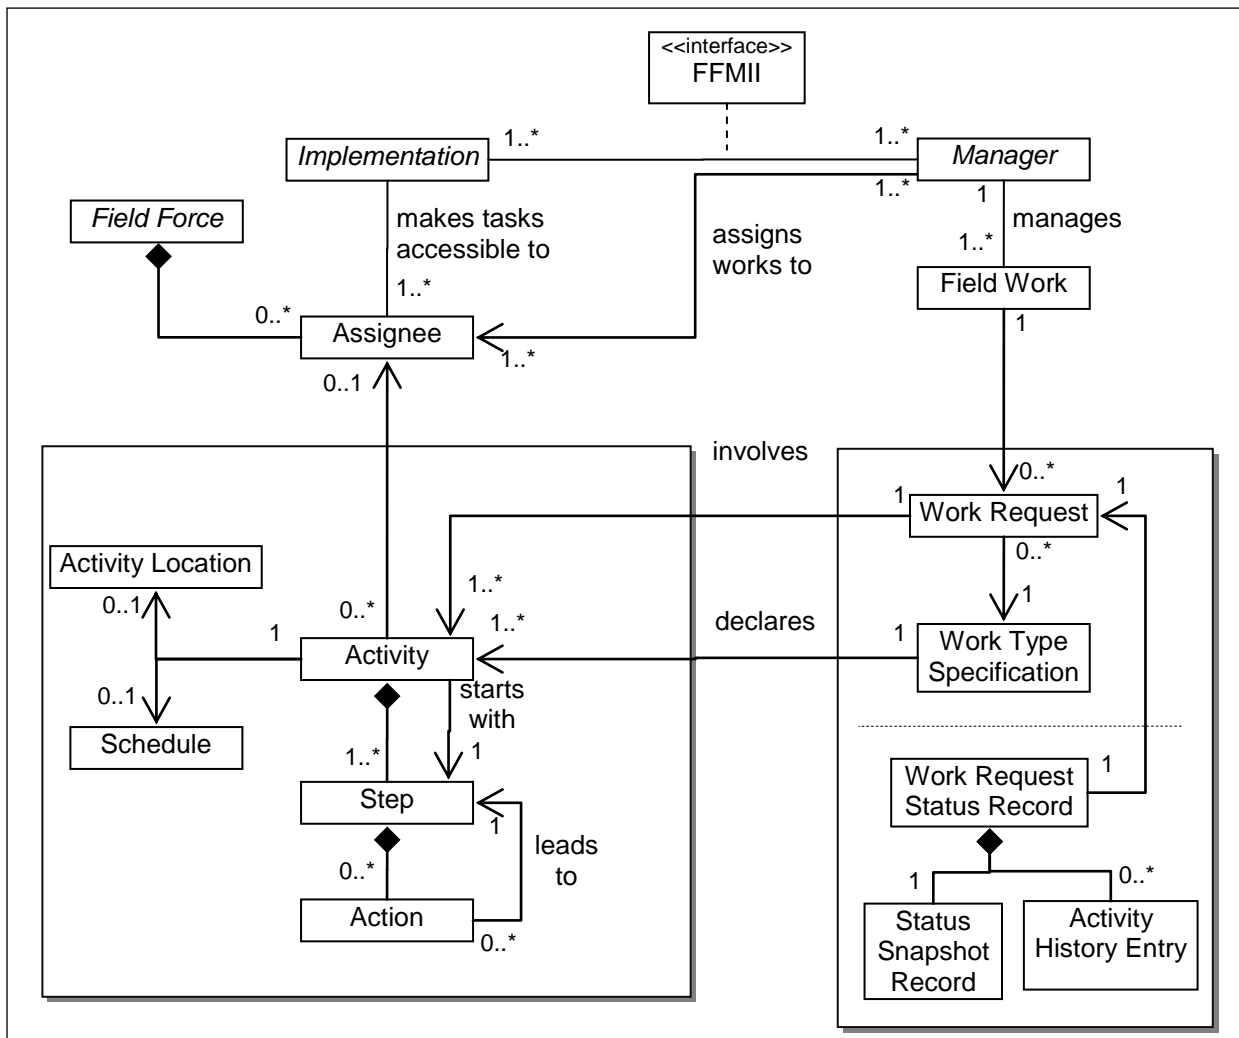 <<interface>>
FFMII
1..*
1..*
Implementation
Manager
1..*
1
Field Force
makes tasks
accessible to
assigns
works to
manages
1..*
1..*
Field Work
0..*
1
Assignee
1..*
0..1
involves
0..*
1
1
Work Request
0..*
Activity Location
0..1
1..*
1
0..*
1..*
declares
1
1
Activity
Work Type
Specification
0..1
starts
with
Schedule
1..*
1
1
Work Request
Status Record
Step
1
leads
to
0..*
1
0..*
Action
0..*
Status
Snapshot
Record
Activity
History Entry